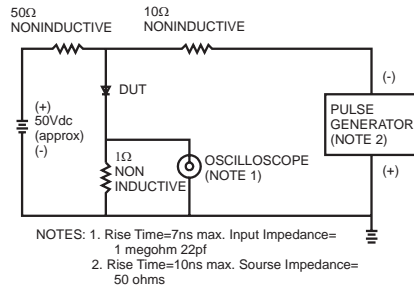 50Ω
NONINDUCTIVE
10Ω
NONINDUCTIVE
(+)
50Vdc
(approx)
(-)
DUT
1Ω
NON
INDUCTIVE
OSCILLOSCOPE
(NOTE 1)
(-)
PULSE
GENERATOR
(NOTE 2)
(+)
NOTES: 1. Rise Time=7ns max. Input Impedance=
1 megohm 22pf
2. Rise Time=10ns max. Sourse Impedance=
50 ohms